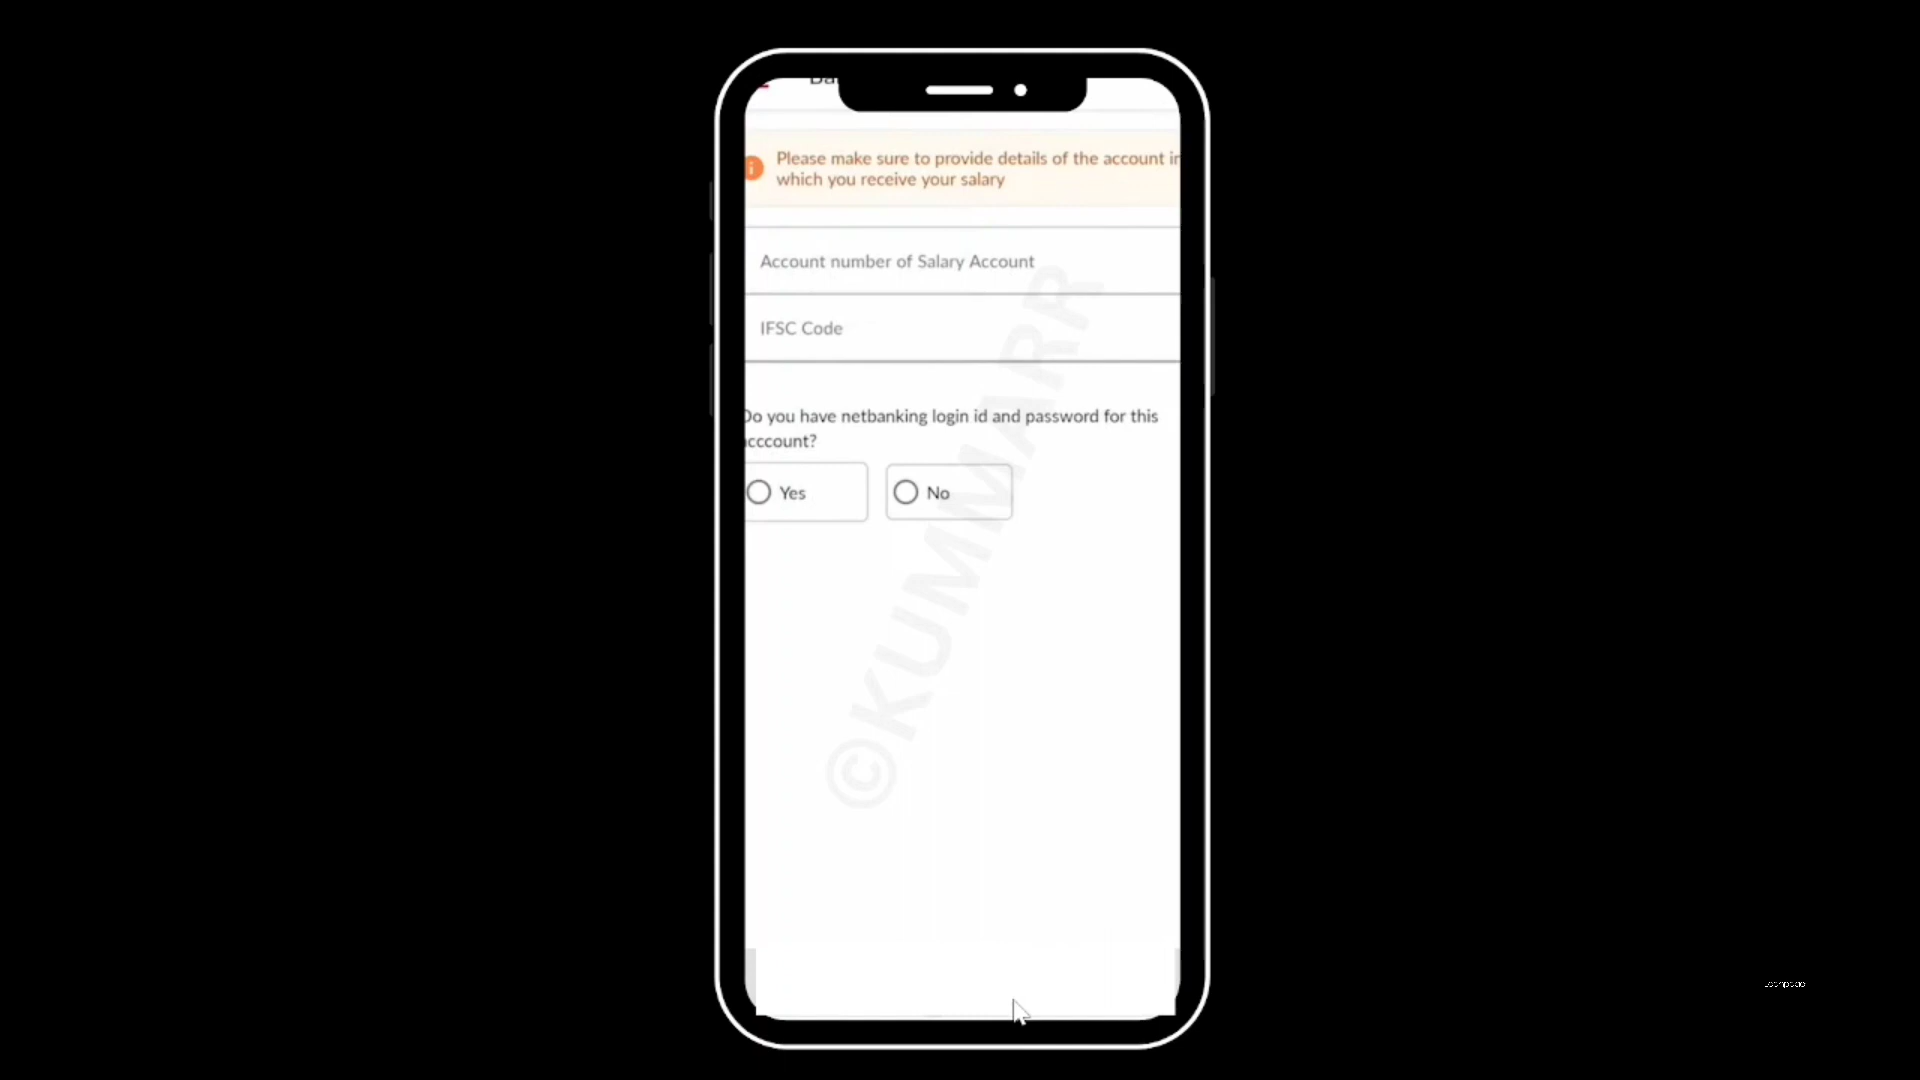 Please make sure to provide details of the account in
which you receive your salary
Account number of Salary Account
IFSC Code
Do you have netbanking login id and password for this
acccount?
Yes
No
©KUMMARR